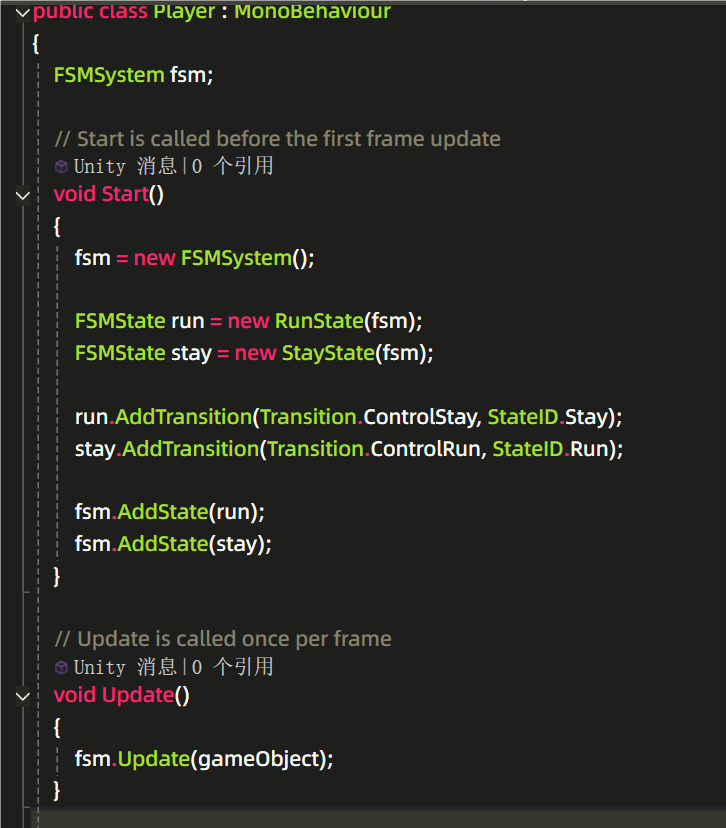 public class Player : MonoBehaviour
{
FSMSystem fsm;
// Start is called before the first frame update
Unity 消息|0 个引用
void Start()
{
fsm = new FSMSystem();
FSMState run = new RunState(fsm);
FSMState stay = new StayState(fsm);
run.AddTransition(Transition.ControlStay, StateID.Stay);
stay.AddTransition(Transition.ControlRun, StateID.Run);
fsm.AddState(run);
fsm.AddState(stay);
}
// Update is called once per frame
Unity 消息|0 个引用
void Update()
{
fsm.Update(gameObject);
}